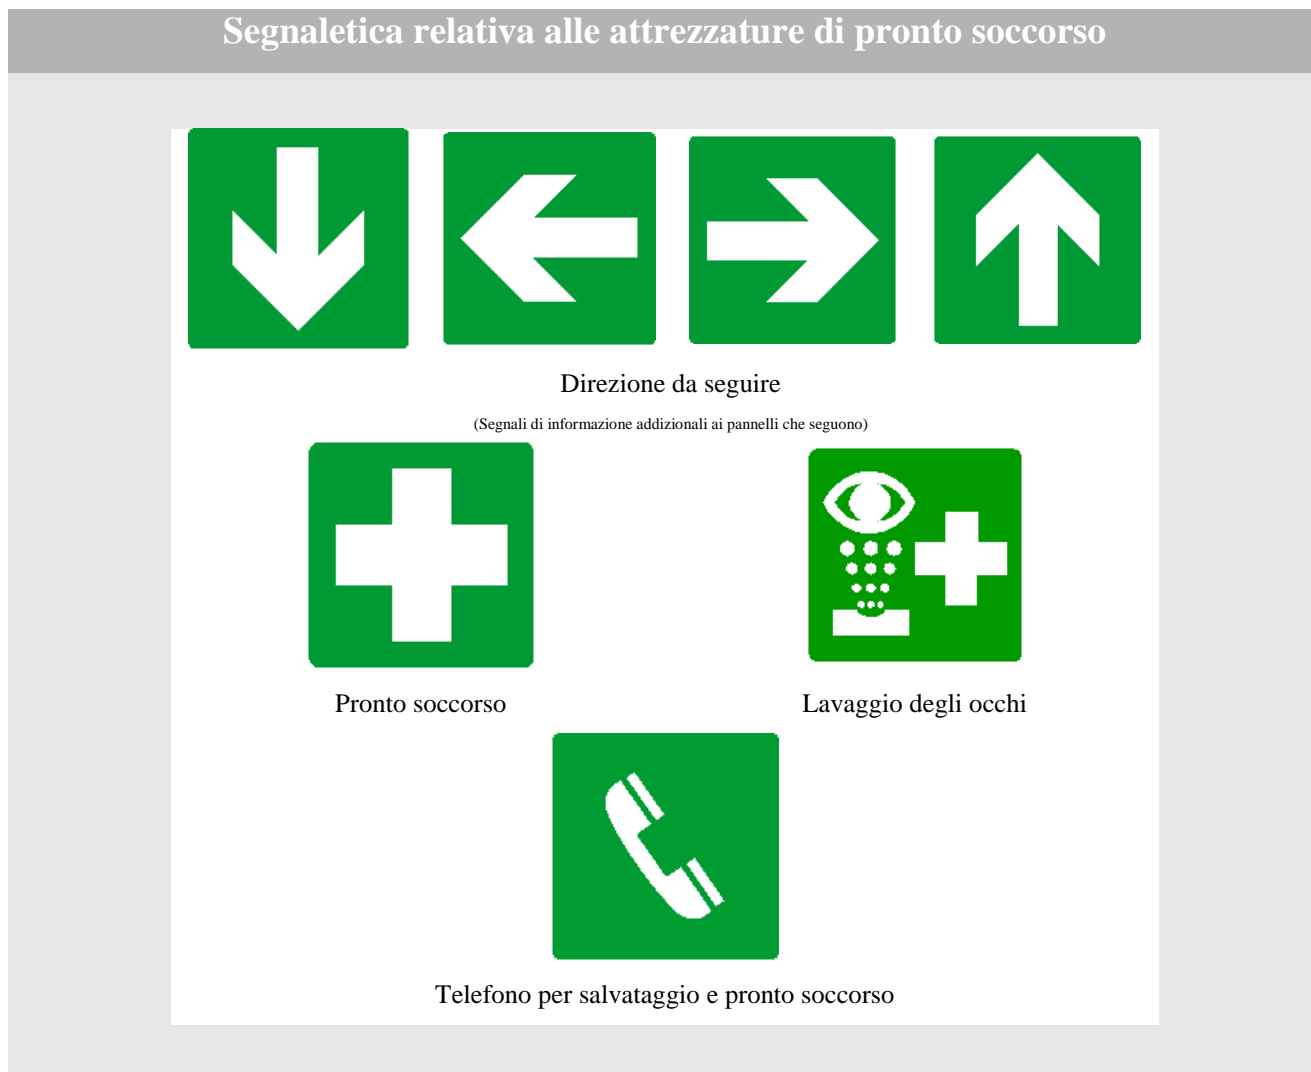 Segnaletica relativa alle attrezzature di pronto soccorso
Direzione da seguire
(Segnali di informazione addizionali ai pannelli che seguono)
Pronto soccorso
Lavaggio degli occhi
Telefono per salvataggio e pronto soccorso